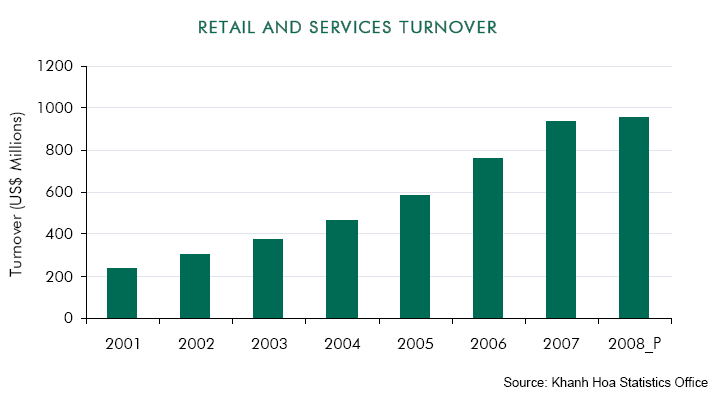 RETAIL AND SERVICES TURNOVER
Turnover (US$ Millions)
1200
1000
800
600
400
200
0
2001 2002 2003 2004 2005 2006 2007 2008_P
Source: Khanh Hoa Statistics Office